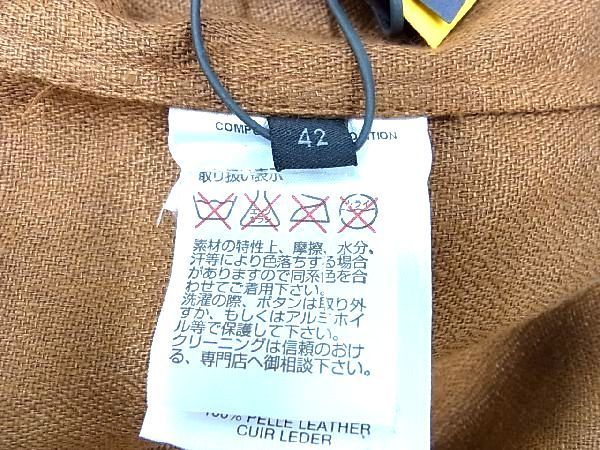 42
取り扱い表示
素材の特性上、摩擦、水分、
汗等により色落ちする場合
がありますので同系色を合
わせてご着用下さい。
洗濯の際、ボタンは取り外
すか、もしくはアルミホイ
ル等で保護して下さい。
クリーニングは信頼のおけ
る、専門店へ御相談下さい。
100% PELLE LEATHER
CUIR LEDER